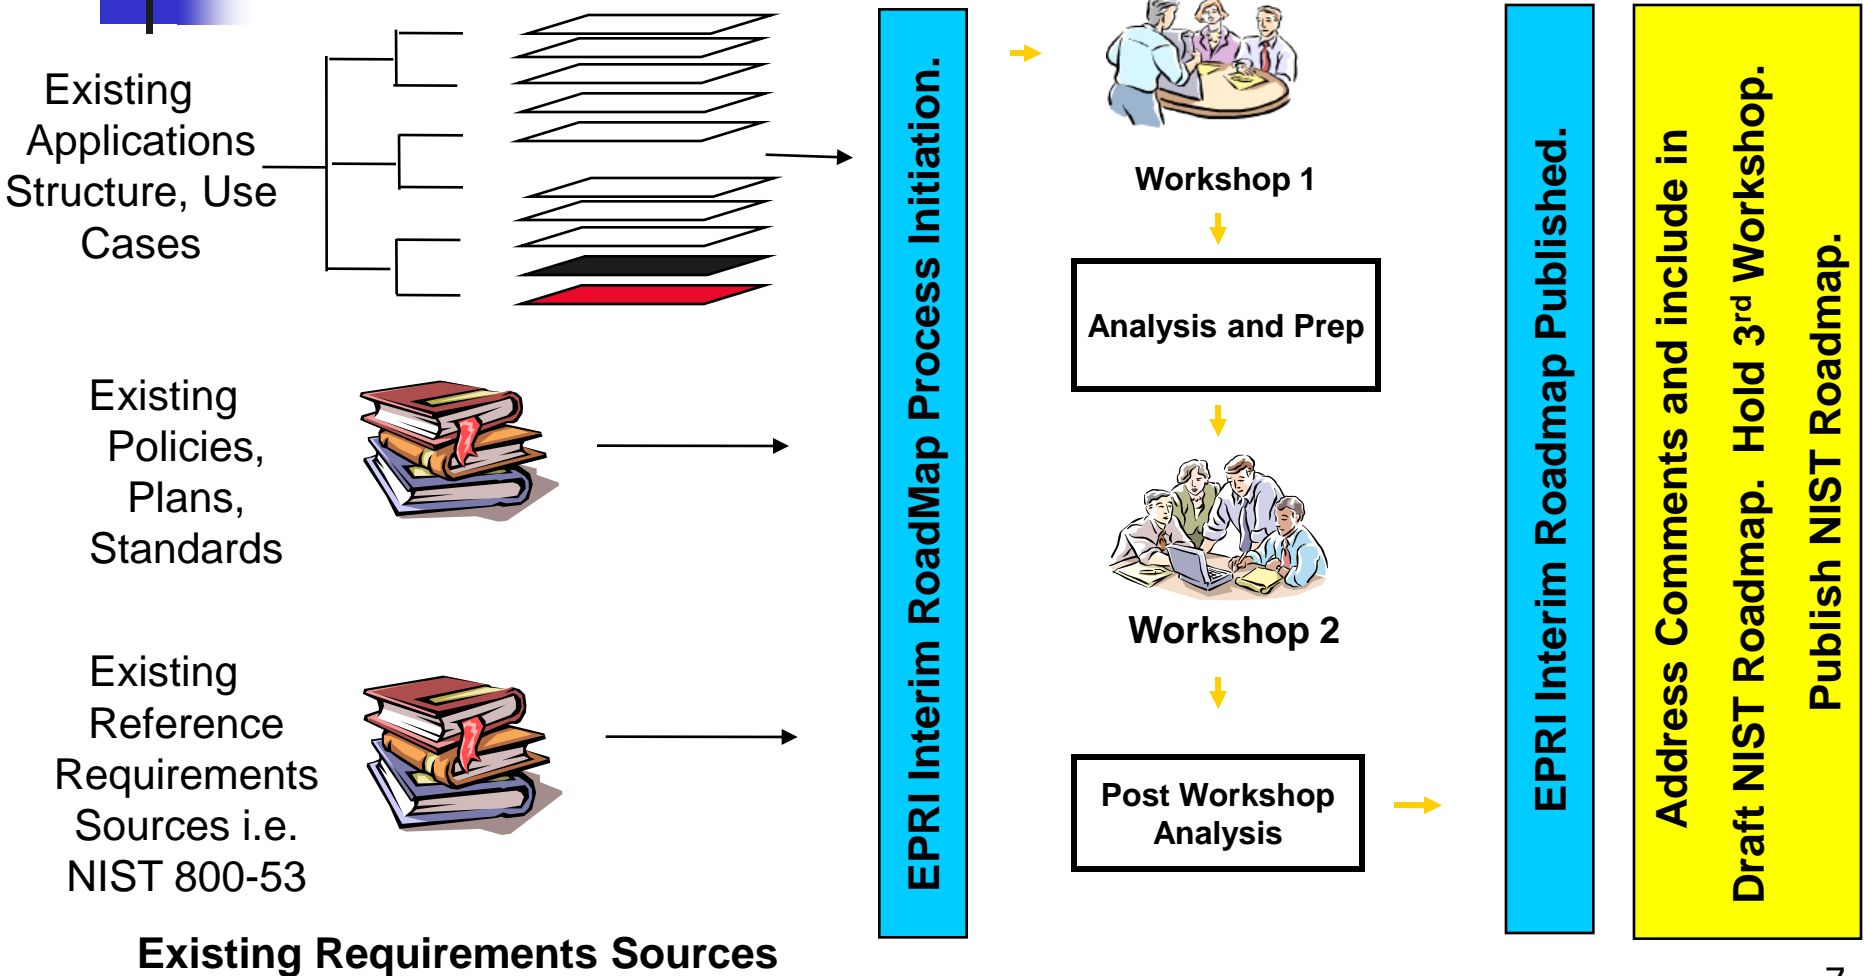 Existing
Applications
Structure, Use
Cases
Existing
Policies,
Plans,
Standards
Existing
Reference
Requirements
Sources i.e.
NIST 800-53
Existing Requirements Sources
EPRI Interim RoadMap Process Initiation.
Workshop 1
Analysis and Prep
Workshop 2
Post Workshop
Analysis
EPRI Interim Roadmap Published.
Address Comments and include in
Draft NIST Roadmap. Hold 3rd Workshop.
Publish NIST Roadmap.
7